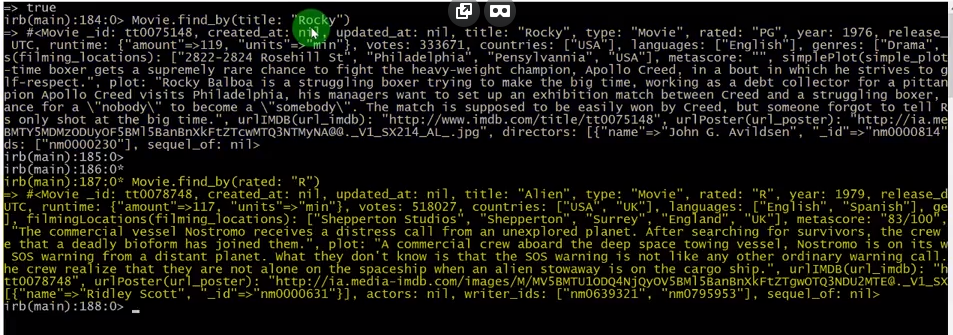 => true
irb(main):184:0> Movie.find_by(title: "Rocky")
=> #<Movie _id: tt0075148, created_at: nil, updated_at: nil, title: "Rocky", type: "Movie", rated: "PG", year: 1976, release_
UTC, runtime: {"amount"=>119, "units"=>"min"}, votes: 333671, countries: ["USA"], languages: ["English"], genres: ["Drama",
s(filming_locations): ["2822-2824 Rosehill St", "Philadelphia", "Pensylvannia", "USA"], metascore: "", simplePlot(simple_plot
-time boxer gets a supremely rare chance to fight the heavy-weight champion, Apollo Creed, in a bout in which he strives to g
lf-respect.", plot: "Rocky Balboa is a struggling boxer trying to make the big time, working as a debt collector for a pittan
pion Apollo Creed visits Philadelphia, his managers want to set up an exhibition match between Creed and a struggling boxer,
ance for a \"nobody\" to become a \"somebody\". The match is supposed to be easily won by Creed, but someone forgot to tell R
s only shot at the big time.", urlIMDB(url_imdb): "http://www.imdb.com/title/tt0075148", urlPoster(url_poster): "http://ia.me
BMTY5MDMzODUyOF5BMl5BanBnXkFtZTcwMTQ3NTMyNA@@._V1_SX214_AL_.jpg", directors: [{"name"=>"John G. Avildsen", "_id"=>"nm0000814"
ds: ["nm0000230"], sequel_of: nil>
irb(main):185:0>
irb(main):186:0*
irb(main):187:0* Movie.find_by(rated: "R")
=> #<Movie _id: tt0078748, created_at: nil, updated_at: nil, title: "Alien", type: "Movie", rated: "R", year: 1979, release_d
UTC, runtime: {"amount"=>117, "units"=>"min"}, votes: 518027, countries: ["USA", "UK"], languages: ["English", "Spanish"], ge
], filmingLocations(filming_locations): ["Shepperton Studios", "Shepperton", "Surrey", "England", "UK"], metascore: "83/100",
"The commercial vessel Nostromo receives a distress call from an unexplored planet. After searching for survivors, the crew
e that a deadly bioform has joined them.", plot: "A commercial crew aboard the deep space towing vessel, Nostromo is on its w
SOS warning from a distant planet. What they don't know is that the SOS warning is not like any other ordinary warning call.
he crew realize that they are not alone on the spaceship when an alien stowaway is on the cargo ship.", urlIMDB(url_imdb): "h
tt0078748", urlPoster(url_poster): "http://ia.media-imdb.com/images/M/MV5BMTU1ODQ4NjQyOV5BMl5BanBnXkFtZTgwOTQ3NDU2MTE@._V1_SX
[{"name"=>"Ridley Scott", "_id"=>"nm0000631"}], actors: nil, writer_ids: ["nm0639321", "nm0795953"], sequel_of: nil>
irb(main):188:0> _